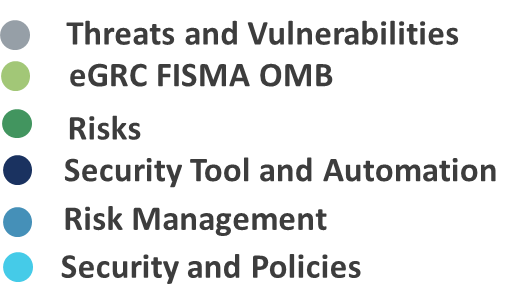 Threats and Vulnerabilities
eGRC FISMA OMB
Risks
Security Tool and Automation
Risk Management
Security and Policies